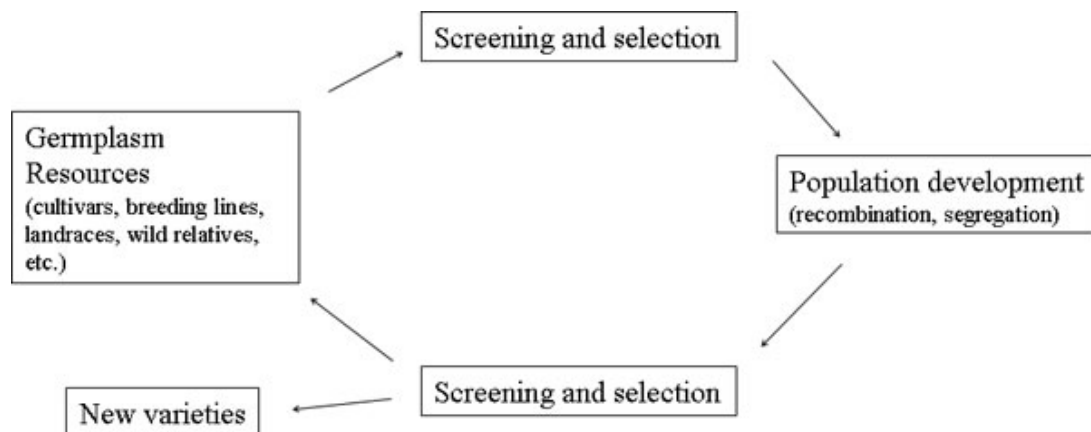 Screening and selection
Germplasm
Resources
(cultivars, breeding lines,
landraces, wild relatives,
etc.)
Population development
(recombination, segregation)
Screening and selection
New varieties